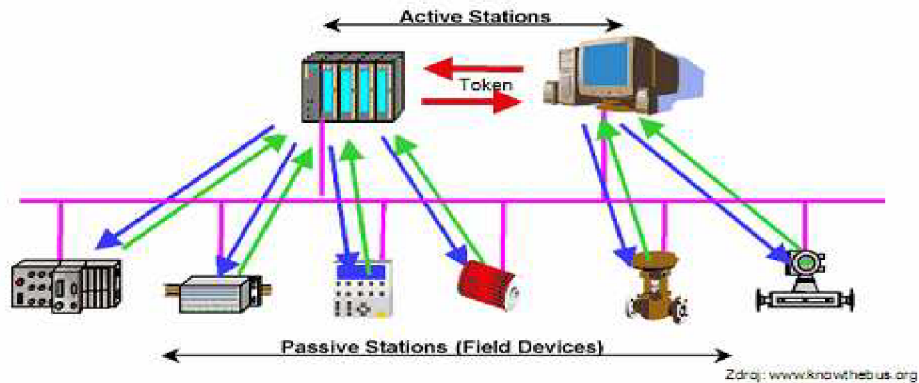 Active Stations
Token
Passive Stations (Field Devices)
Zdroj: www.knowthebus.org